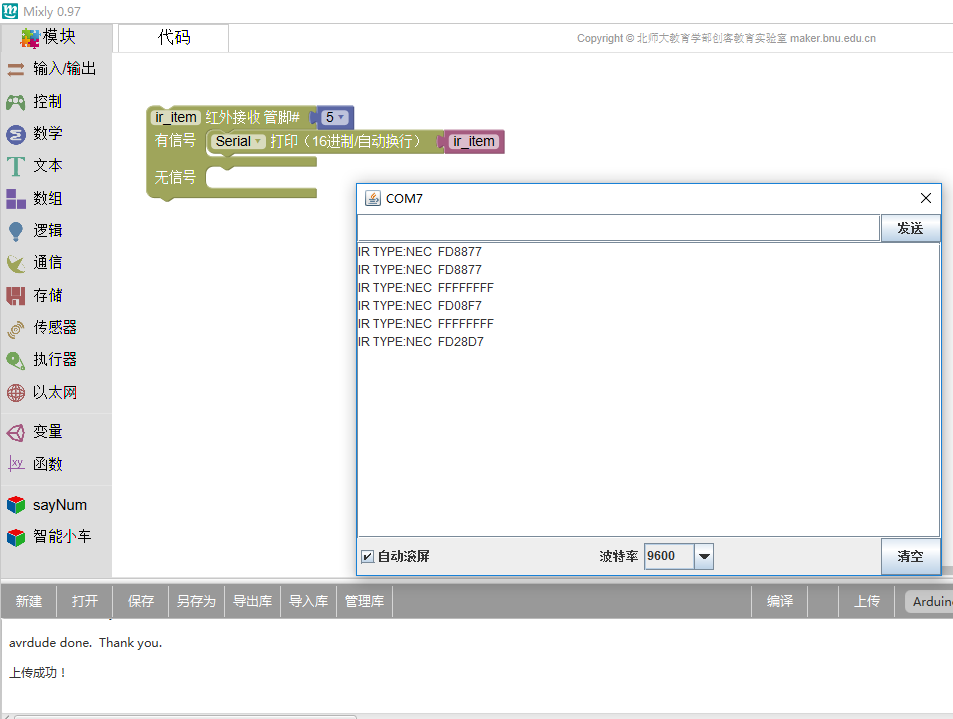 Mixly 0.97
模块
代码
Copyright © 北师大教育学部创客教育实验室 maker.bnu.edu.cn
输入/输出
控制
数学
文本
数组
逻辑
通信
存储
传感器
执行器
以太网
变量
函数
sayNum
智能小车
ir_item 红外接收 管脚# 5
有信号 Serial 打印（16进制/自动换行） ir_item
无信号
COM7
发送
IR TYPE:NEC FD8877
IR TYPE:NEC FD8877
IR TYPE:NEC FFFFFFFF
IR TYPE:NEC FD08F7
IR TYPE:NEC FFFFFFFF
IR TYPE:NEC FD28D7
自动滚屏 波特率 9600 清空
新建 打开 保存 另存为 导出库 导入库 管理库 编译 上传 Arduin
avrdude done. Thank you.
上传成功！